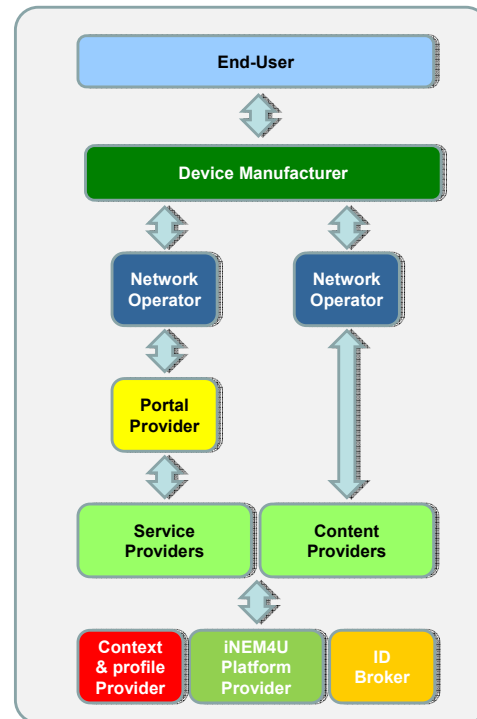 End-User
Device Manufacturer
Network
Operator
Network
Operator
Portal
Provider
Service
Providers
Content
Providers
Context
& profile
Provider
iNEM4U
Platform
Provider
ID
Broker